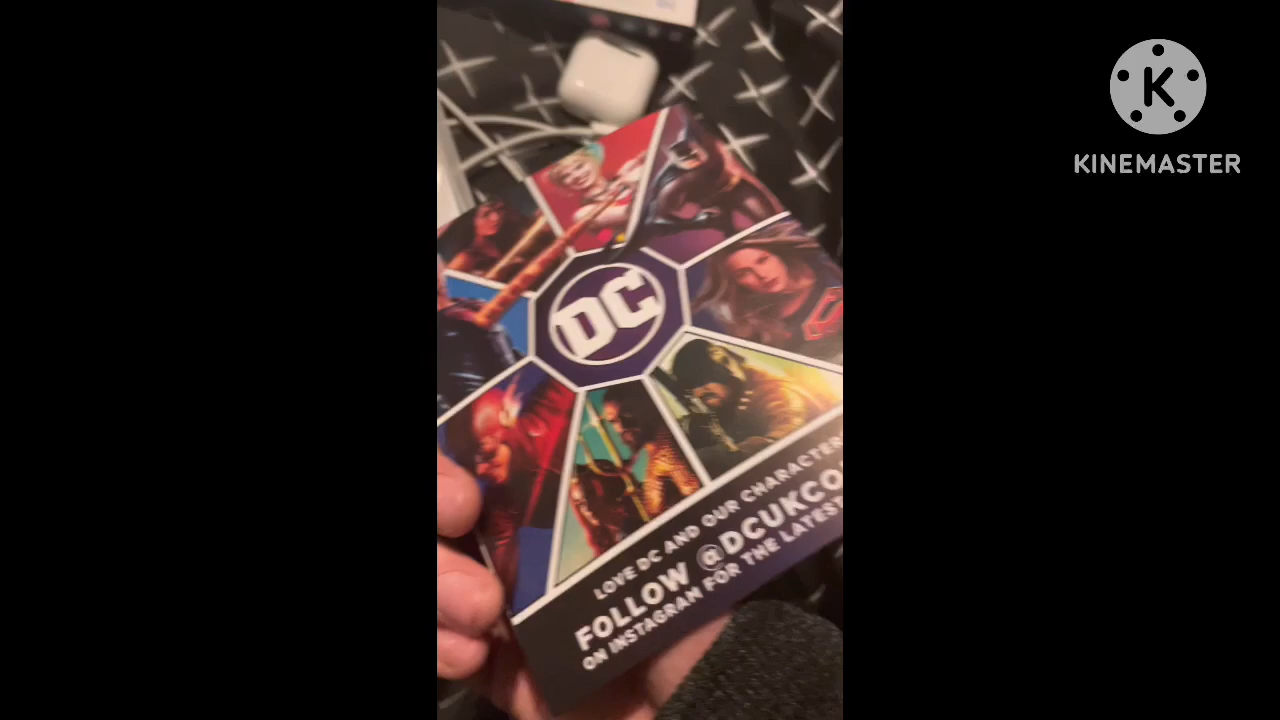 KINEMASTER
DC
LOVE DC AND OUR CHARACTER
FOLLOW @DCUKCO
ON INSTAGRAM FOR THE LATEST